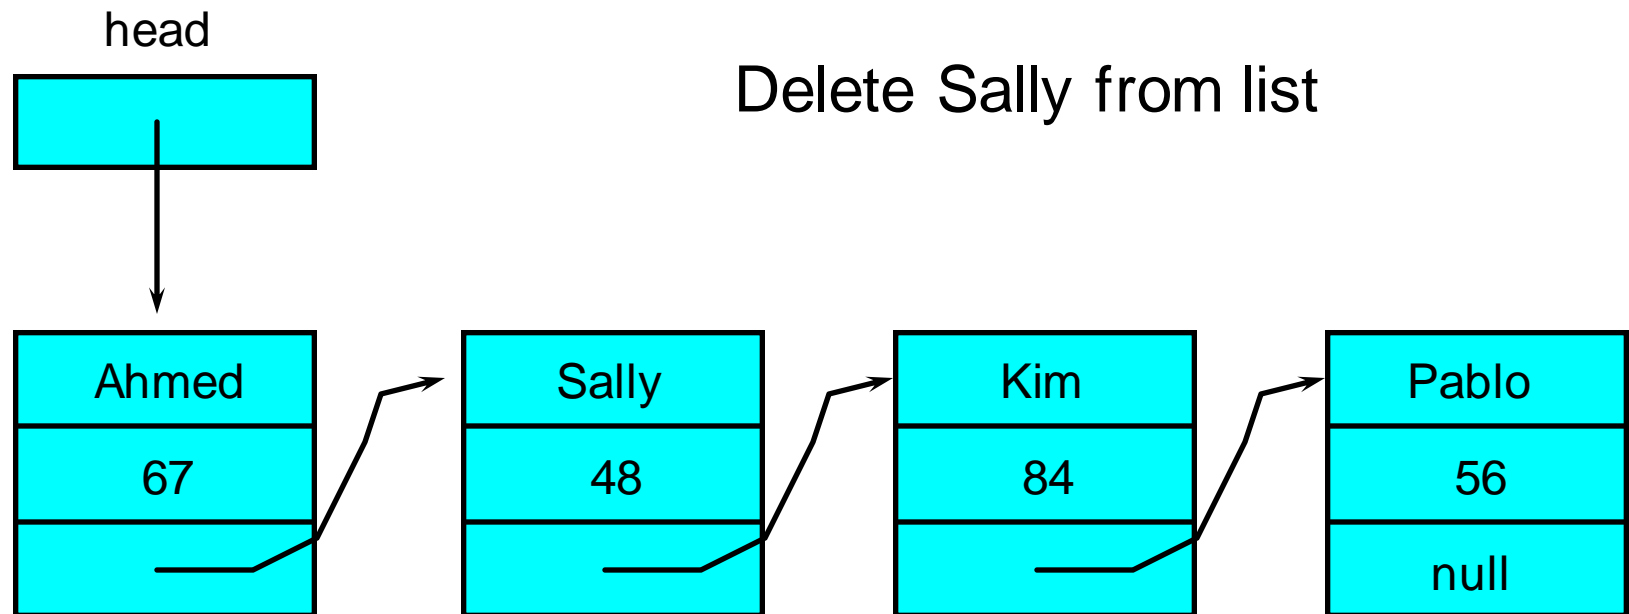 head
Delete Sally from list
Ahmed Sally Kim Pablo
67 48 84 56
null